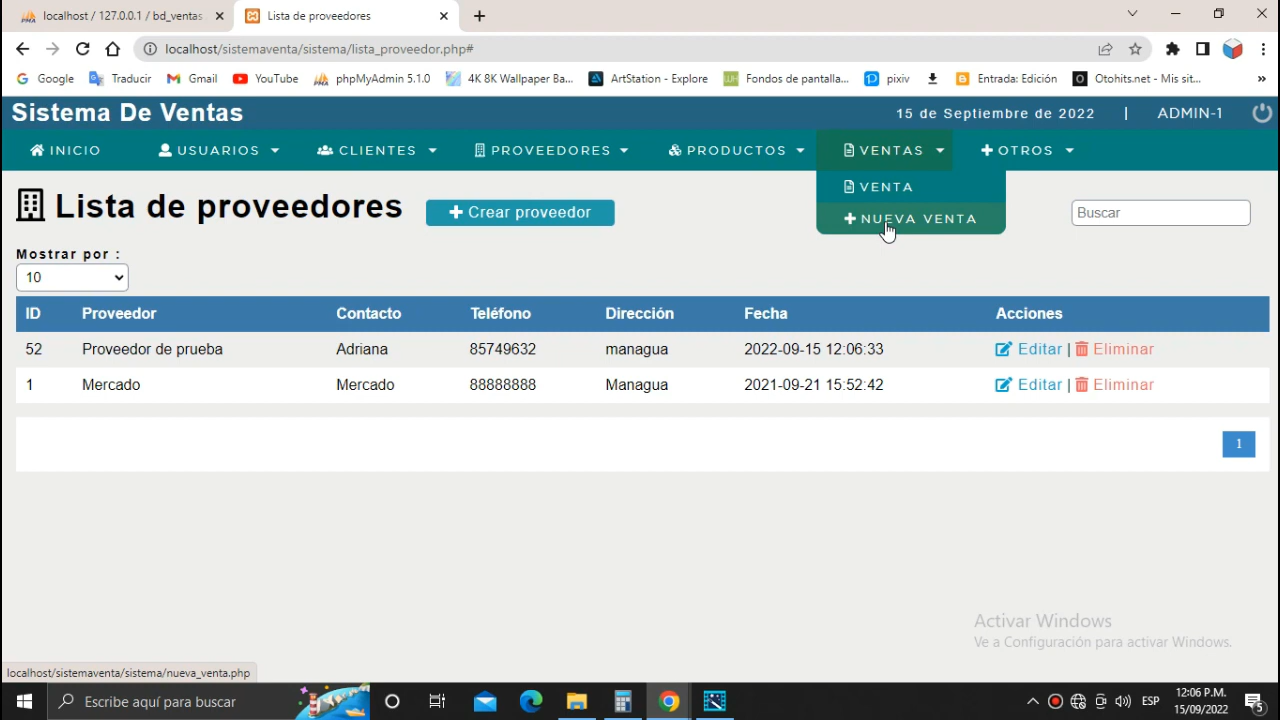 localhost / 127.0.0.1 / bd_ventas
Lista de proveedores
localhost/sistemaventa/sistema/lista_proveedor.php#
Google Traducir Gmail YouTube phpMyAdmin 5.1.0 4K 8K Wallpaper Ba... ArtStation - Explore Fondos de pantalla... pixiv Entrada: Edición Otohits.net - Mis sit... »
Sistema De Ventas
15 de Septiembre de 2022 | ADMIN-1
INICIO USUARIOS CLIENTES PROVEEDORES PRODUCTOS VENTAS OTROS
VENTA
NUEVA VENTA
Lista de proveedores
Crear proveedor
Buscar
Mostrar por :
10
ID Proveedor Contacto Teléfono Dirección Fecha Acciones
52 Proveedor de prueba Adriana 85749632 managua 2022-09-15 12:06:33 Editar | Eliminar
1 Mercado Mercado 88888888 Managua 2021-09-21 15:52:42 Editar | Eliminar
1
Activar Windows
Ve a Configuración para activar Windows.
localhost/sistemaventa/sistema/nueva_venta.php
Escribe aquí para buscar
ESP
12:06 P.M.
15/09/2022
5